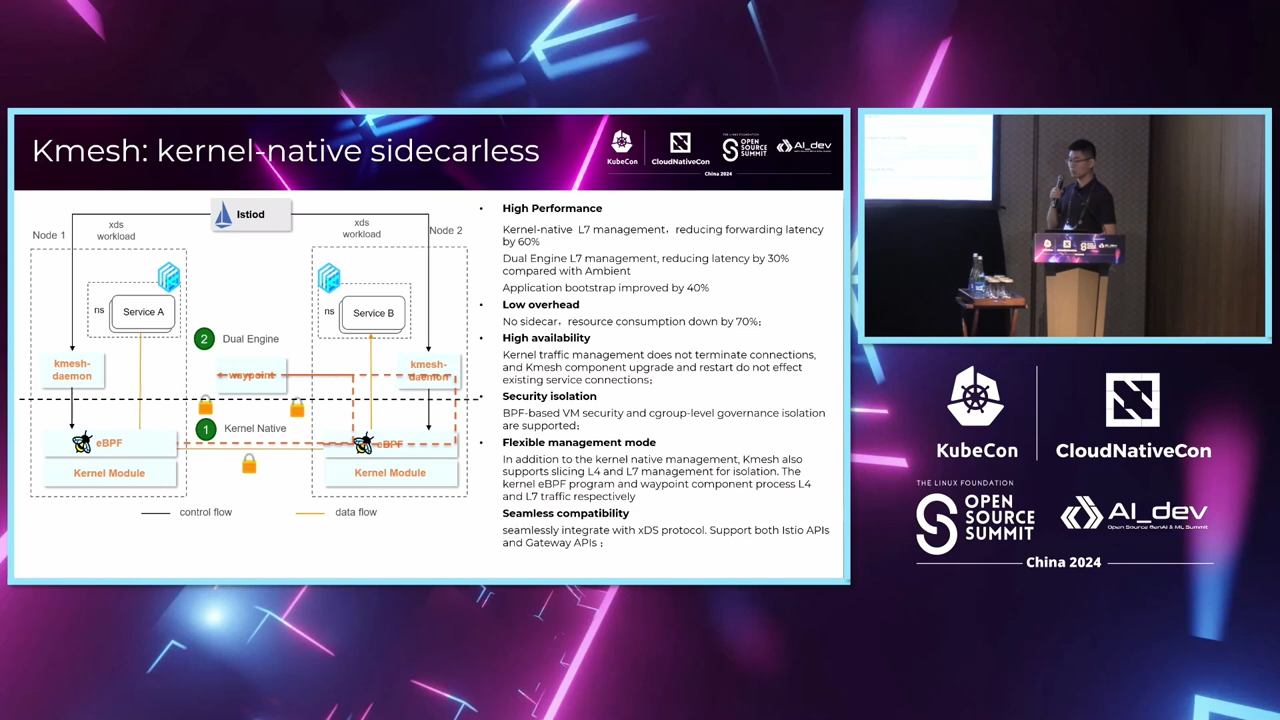 Kmesh: kernel-native sidecarless
KubeCon
CloudNativeCon
THE LINUX FOUNDATION
OPEN
SOURCE
SUMMIT
AI_dev
Open Source GenAI & ML Summit
China 2024
Istiod
Node 1
xds
workload
xds
workload
Node 2
ns
Service A
ns
Service B
2
Dual Engine
kmesh-
daemon
waypoint
kmesh-
daemon
1
Kernel Native
eBPF
eBPF
Kernel Module
Kernel Module
control flow
data flow
• High Performance
Kernel-native L7 management，reducing forwarding latency
by 60%
Dual Engine L7 management, reducing latency by 30%
compared with Ambient
Application bootstrap improved by 40%
• Low overhead
No sidecar，resource consumption down by 70%;
• High availability
Kernel traffic management does not terminate connections,
and Kmesh component upgrade and restart do not effect
existing service connections；
• Security isolation
BPF-based VM security and cgroup-level governance isolation
are supported;
• Flexible management mode
In addition to the kernel native management, Kmesh also
supports slicing L4 and L7 management for isolation. The
kernel eBPF program and waypoint component process L4
and L7 traffic respectively
• Seamless compatibility
seamlessly integrate with xDS protocol. Support both Istio APIs
and Gateway APIs；
KubeCon
CloudNativeCon
THE LINUX FOUNDATION
OPEN
SOURCE
SUMMIT
AI_dev
Open Source GenAI & ML Summit
China 2024